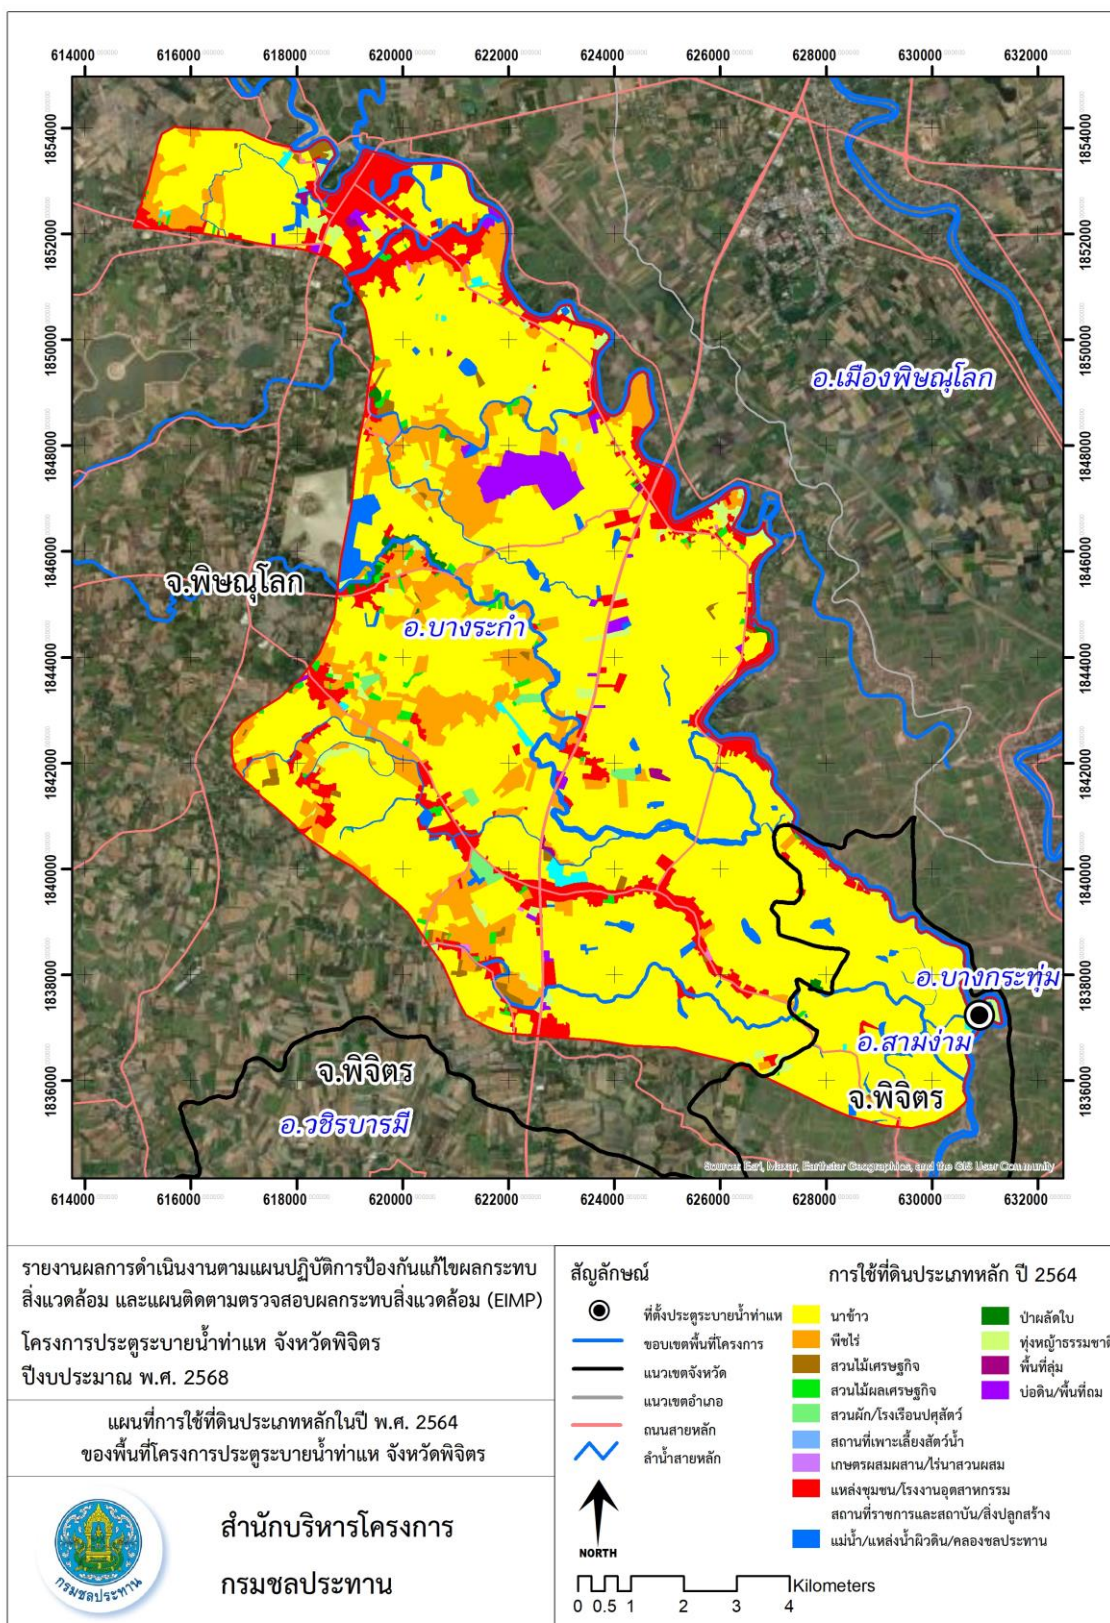 614000 616000 618000 620000 622000 624000 626000 628000 630000 632000
1854000 1854000
1852000 1852000
1850000 1850000
อ.เมืองพิษณุโลก
1848000 1848000
1846000 1846000
จ.พิษณุโลก
อ.บางระกำ
1844000 1844000
1842000 1842000
1840000 1840000
1838000 1838000
อ.บางกระทุ่ม
อ.สามง่าม
จ.พิจิตร
1836000 1836000
จ.พิจิตร
อ.วชิรบารมี
Source: Esri, Maxar, Earthstar Geographics, and the GIS User Community
614000 616000 618000 620000 622000 624000 626000 628000 630000 632000
รายงานผลการดำเนินงานตามแผนปฏิบัติการป้องกันแก้ไขผลกระทบ
สิ่งแวดล้อม และแผนติดตามตรวจสอบผลกระทบสิ่งแวดล้อม (EIMP)
โครงการประตูระบายน้ำท่าแห จังหวัดพิจิตร
ปีงบประมาณ พ.ศ. 2568
แผนที่การใช้ที่ดินประเภทหลักในปี พ.ศ. 2564
ของพื้นที่โครงการประตูระบายน้ำท่าแห จังหวัดพิจิตร
กรมชลประทาน
สำนักบริหารโครงการ
กรมชลประทาน
สัญลักษณ์
ที่ตั้งประตูระบายน้ำท่าแห
ขอบเขตพื้นที่โครงการ
แนวเขตจังหวัด
แนวเขตอำเภอ
ถนนสายหลัก
ลำน้ำสายหลัก
NORTH
การใช้ที่ดินประเภทหลัก ปี 2564
นาข้าว
พืชไร่
สวนไม้เศรษฐกิจ
สวนไม้ผลเศรษฐกิจ
สวนผัก/โรงเรือนปศุสัตว์
สถานที่เพาะเลี้ยงสัตว์น้ำ
เกษตรผสมผสาน/ไร่นาสวนผสม
แหล่งชุมชน/โรงงานอุตสาหกรรม
สถานที่ราชการและสถาบัน/สิ่งปลูกสร้าง
แม่น้ำ/แหล่งน้ำผิวดิน/คลองชลประทาน
ป่าผลัดใบ
ทุ่งหญ้าธรรมชาติ
พื้นที่ลุ่ม
บ่อดิน/พื้นที่ถม
Kilometers
0 0.5 1 2 3 4